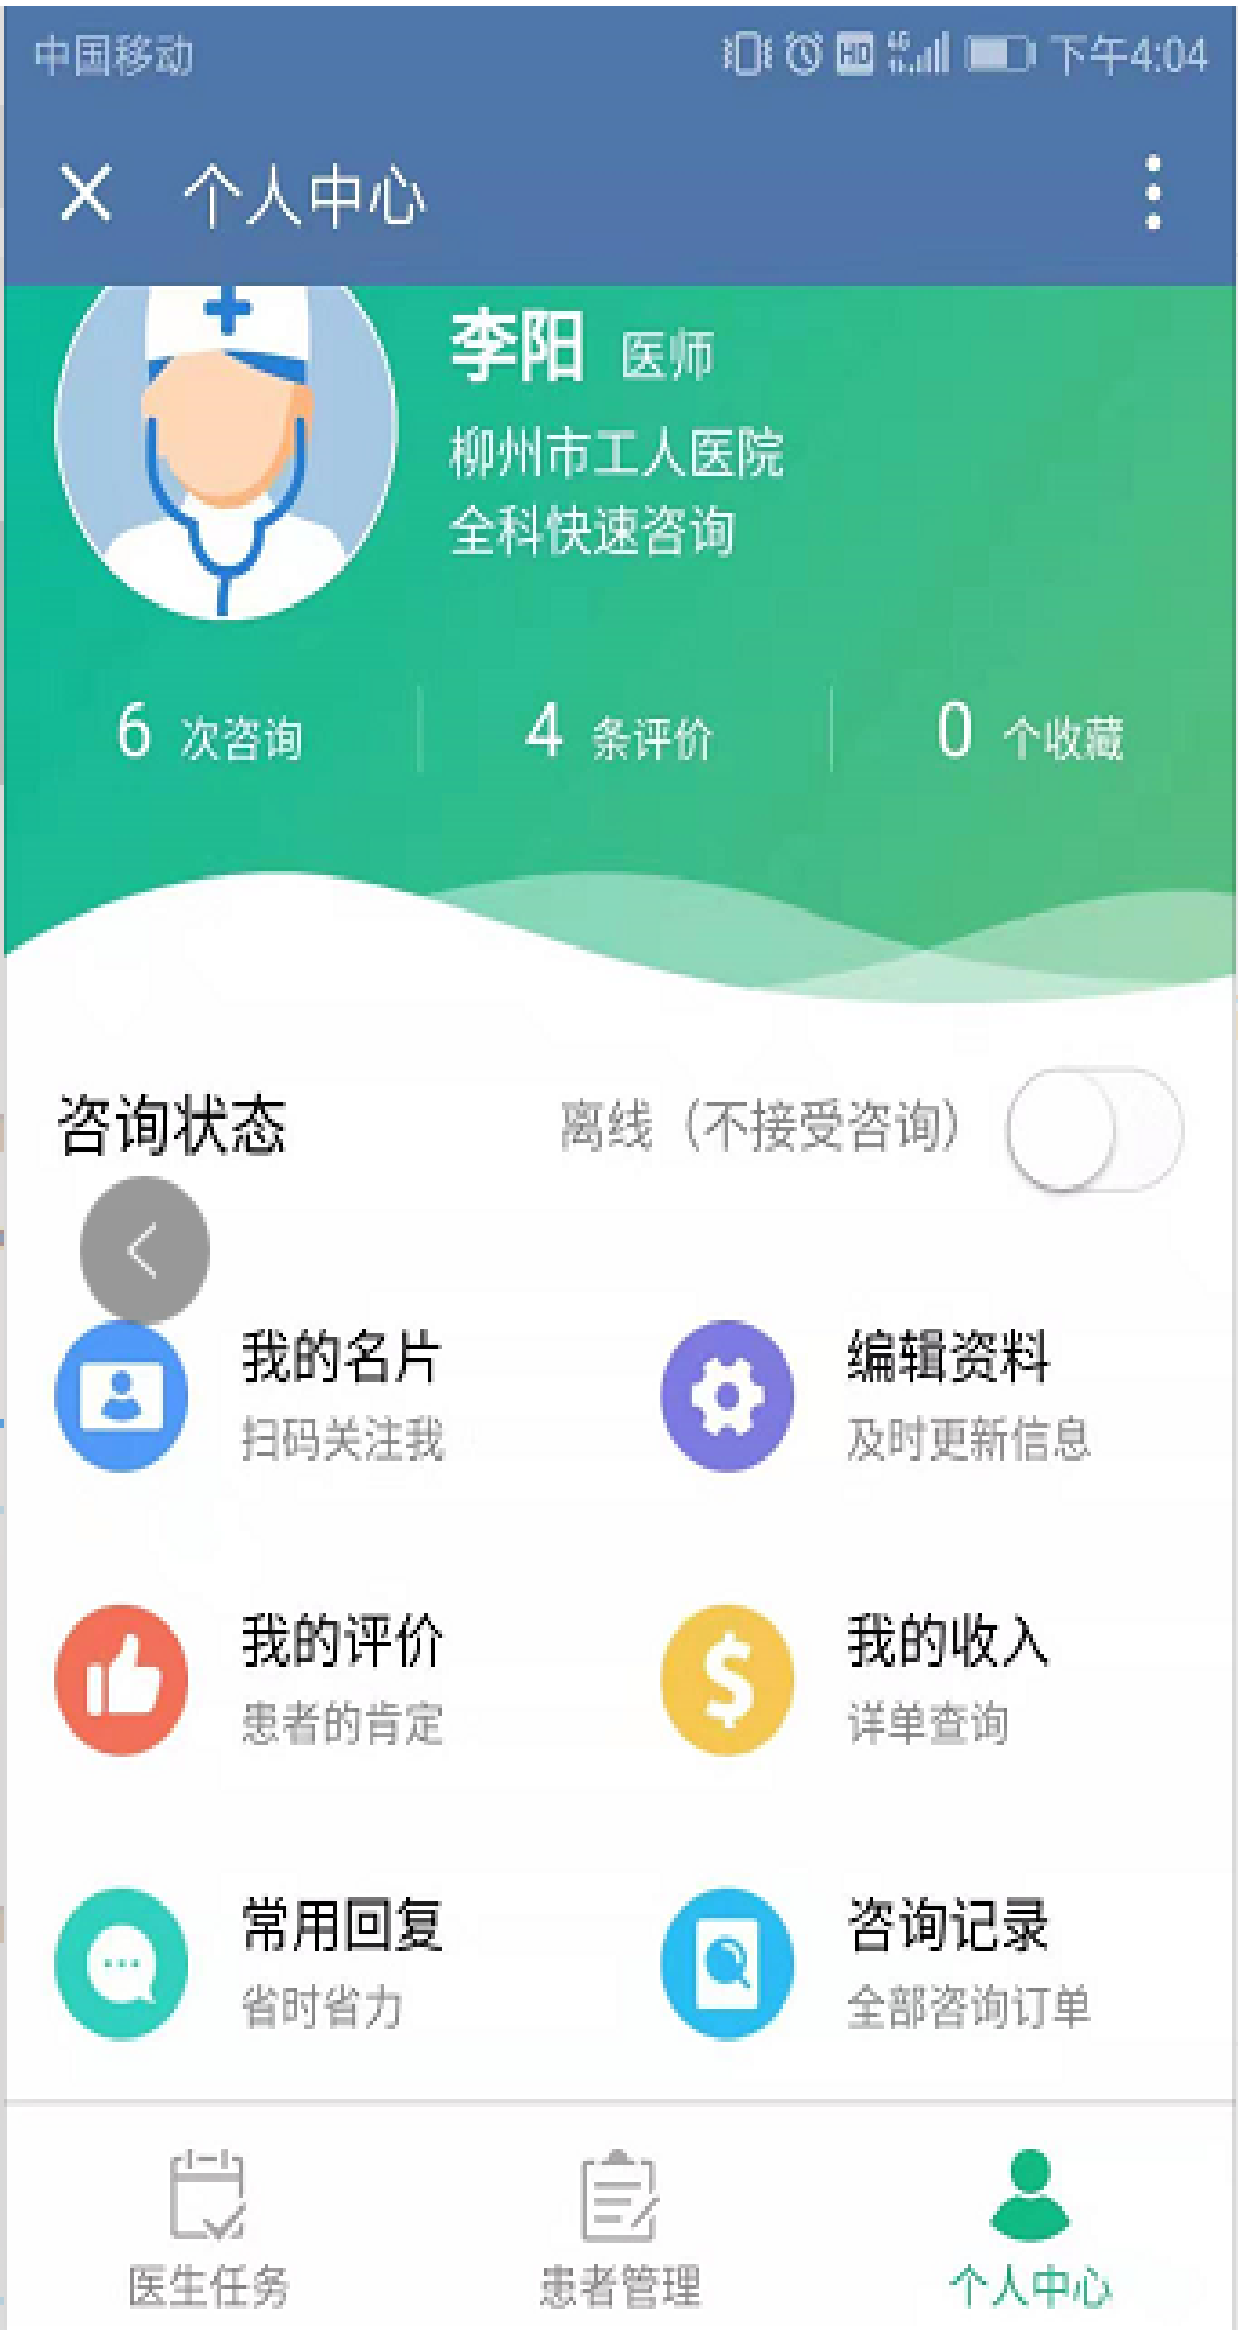 中国移动 HD 4G 下午4:04
个人中心
李阳 医师
柳州市工人医院
全科快速咨询
6 次咨询 4 条评价 0 个收藏
咨询状态 离线（不接受咨询）
我的名片 编辑资料
扫码关注我 及时更新信息
我的评价 我的收入
患者的肯定 详单查询
常用回复 咨询记录
省时省力 全部咨询订单
医生任务 患者管理 个人中心